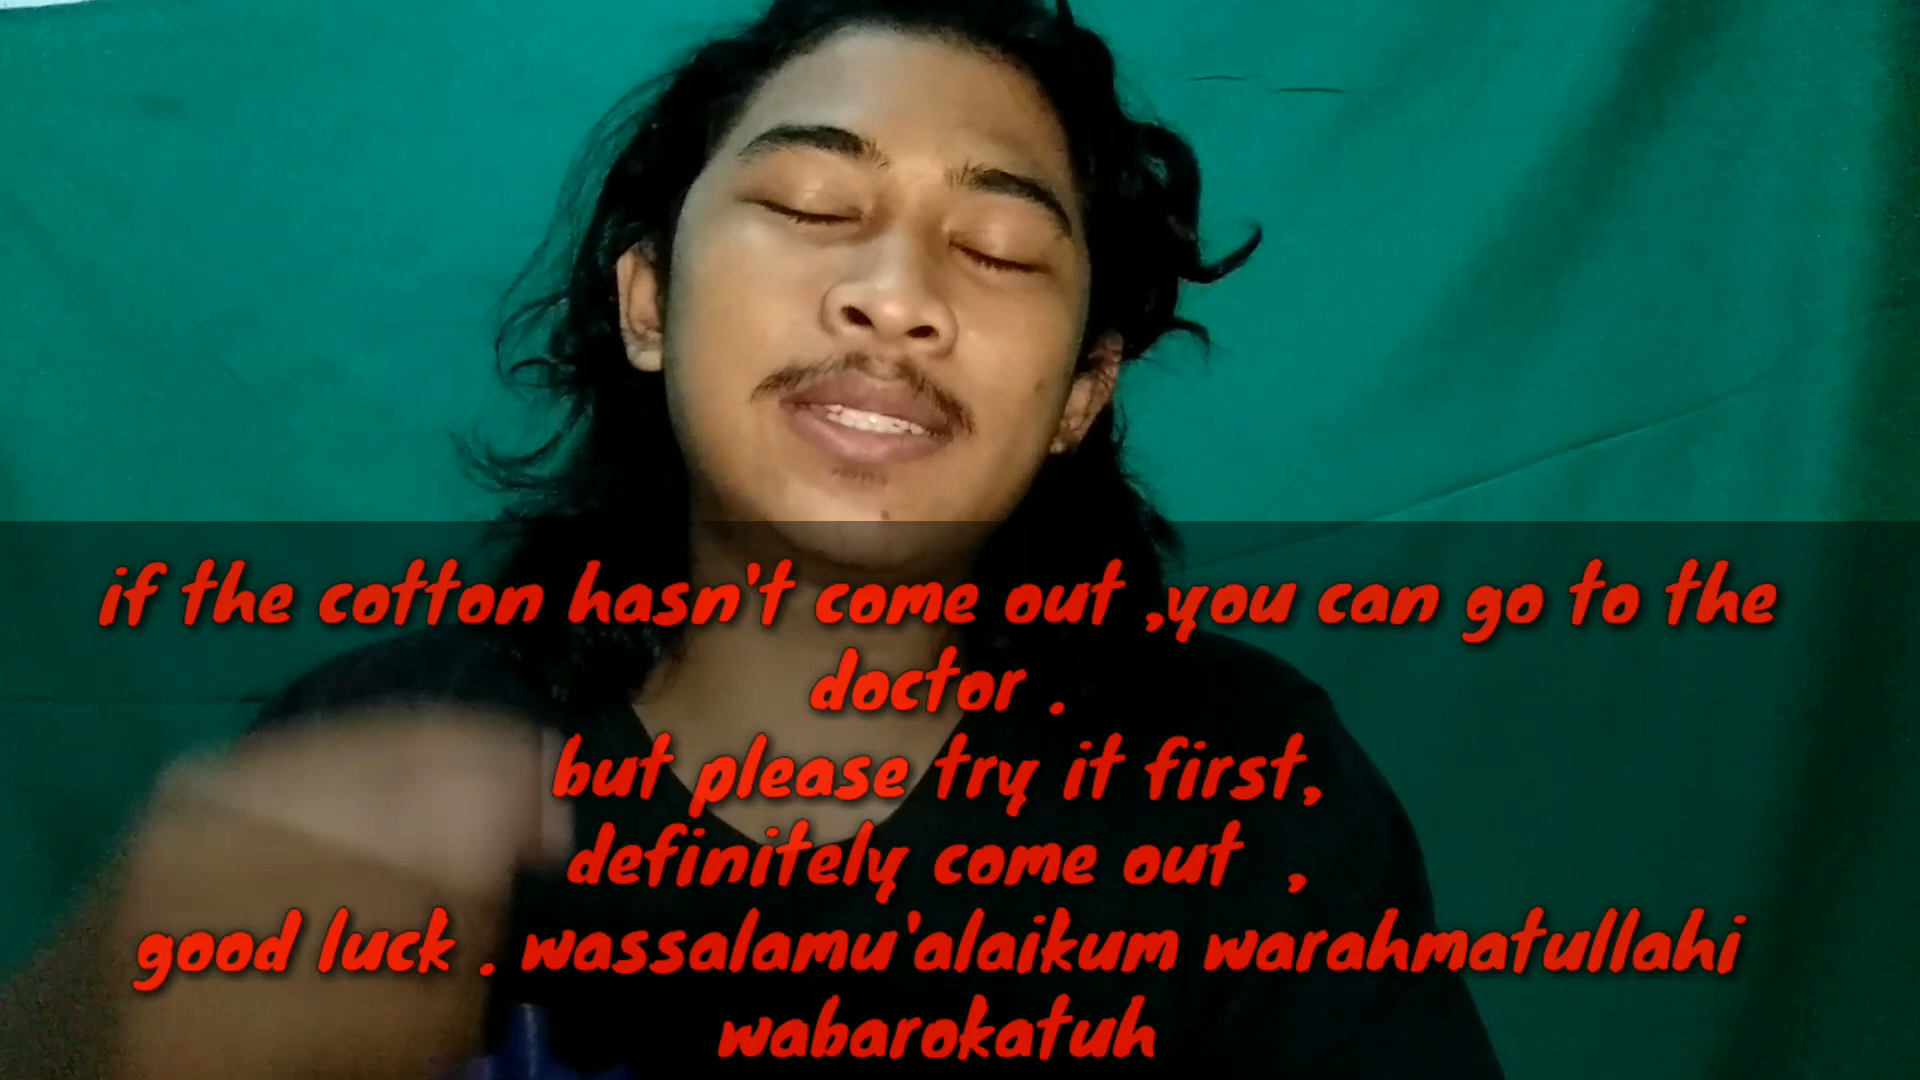 if the cotton hasn't come out ,you can go to the
doctor .
but please try it first,
definitely come out ,
good luck . wassalamu'alaikum warahmatullahi
wabarokatuh